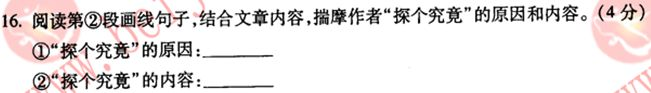 16. 阅读第②段画线句子,结合文章内容,揣摩作者“探个究竟”的原因和内容。(4分)
①“探个究竟”的原因:________
②“探个究竟”的内容:________